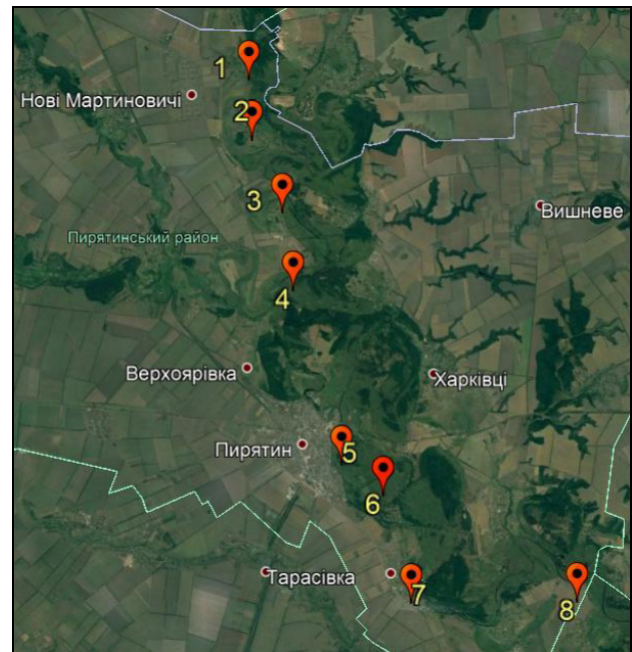 1
Нові Мартиновичі
2
3
Вишневе
Пирятинський район
4
Верхоярівка
Харківці
Пирятин
5
6
Тарасівка
7
8